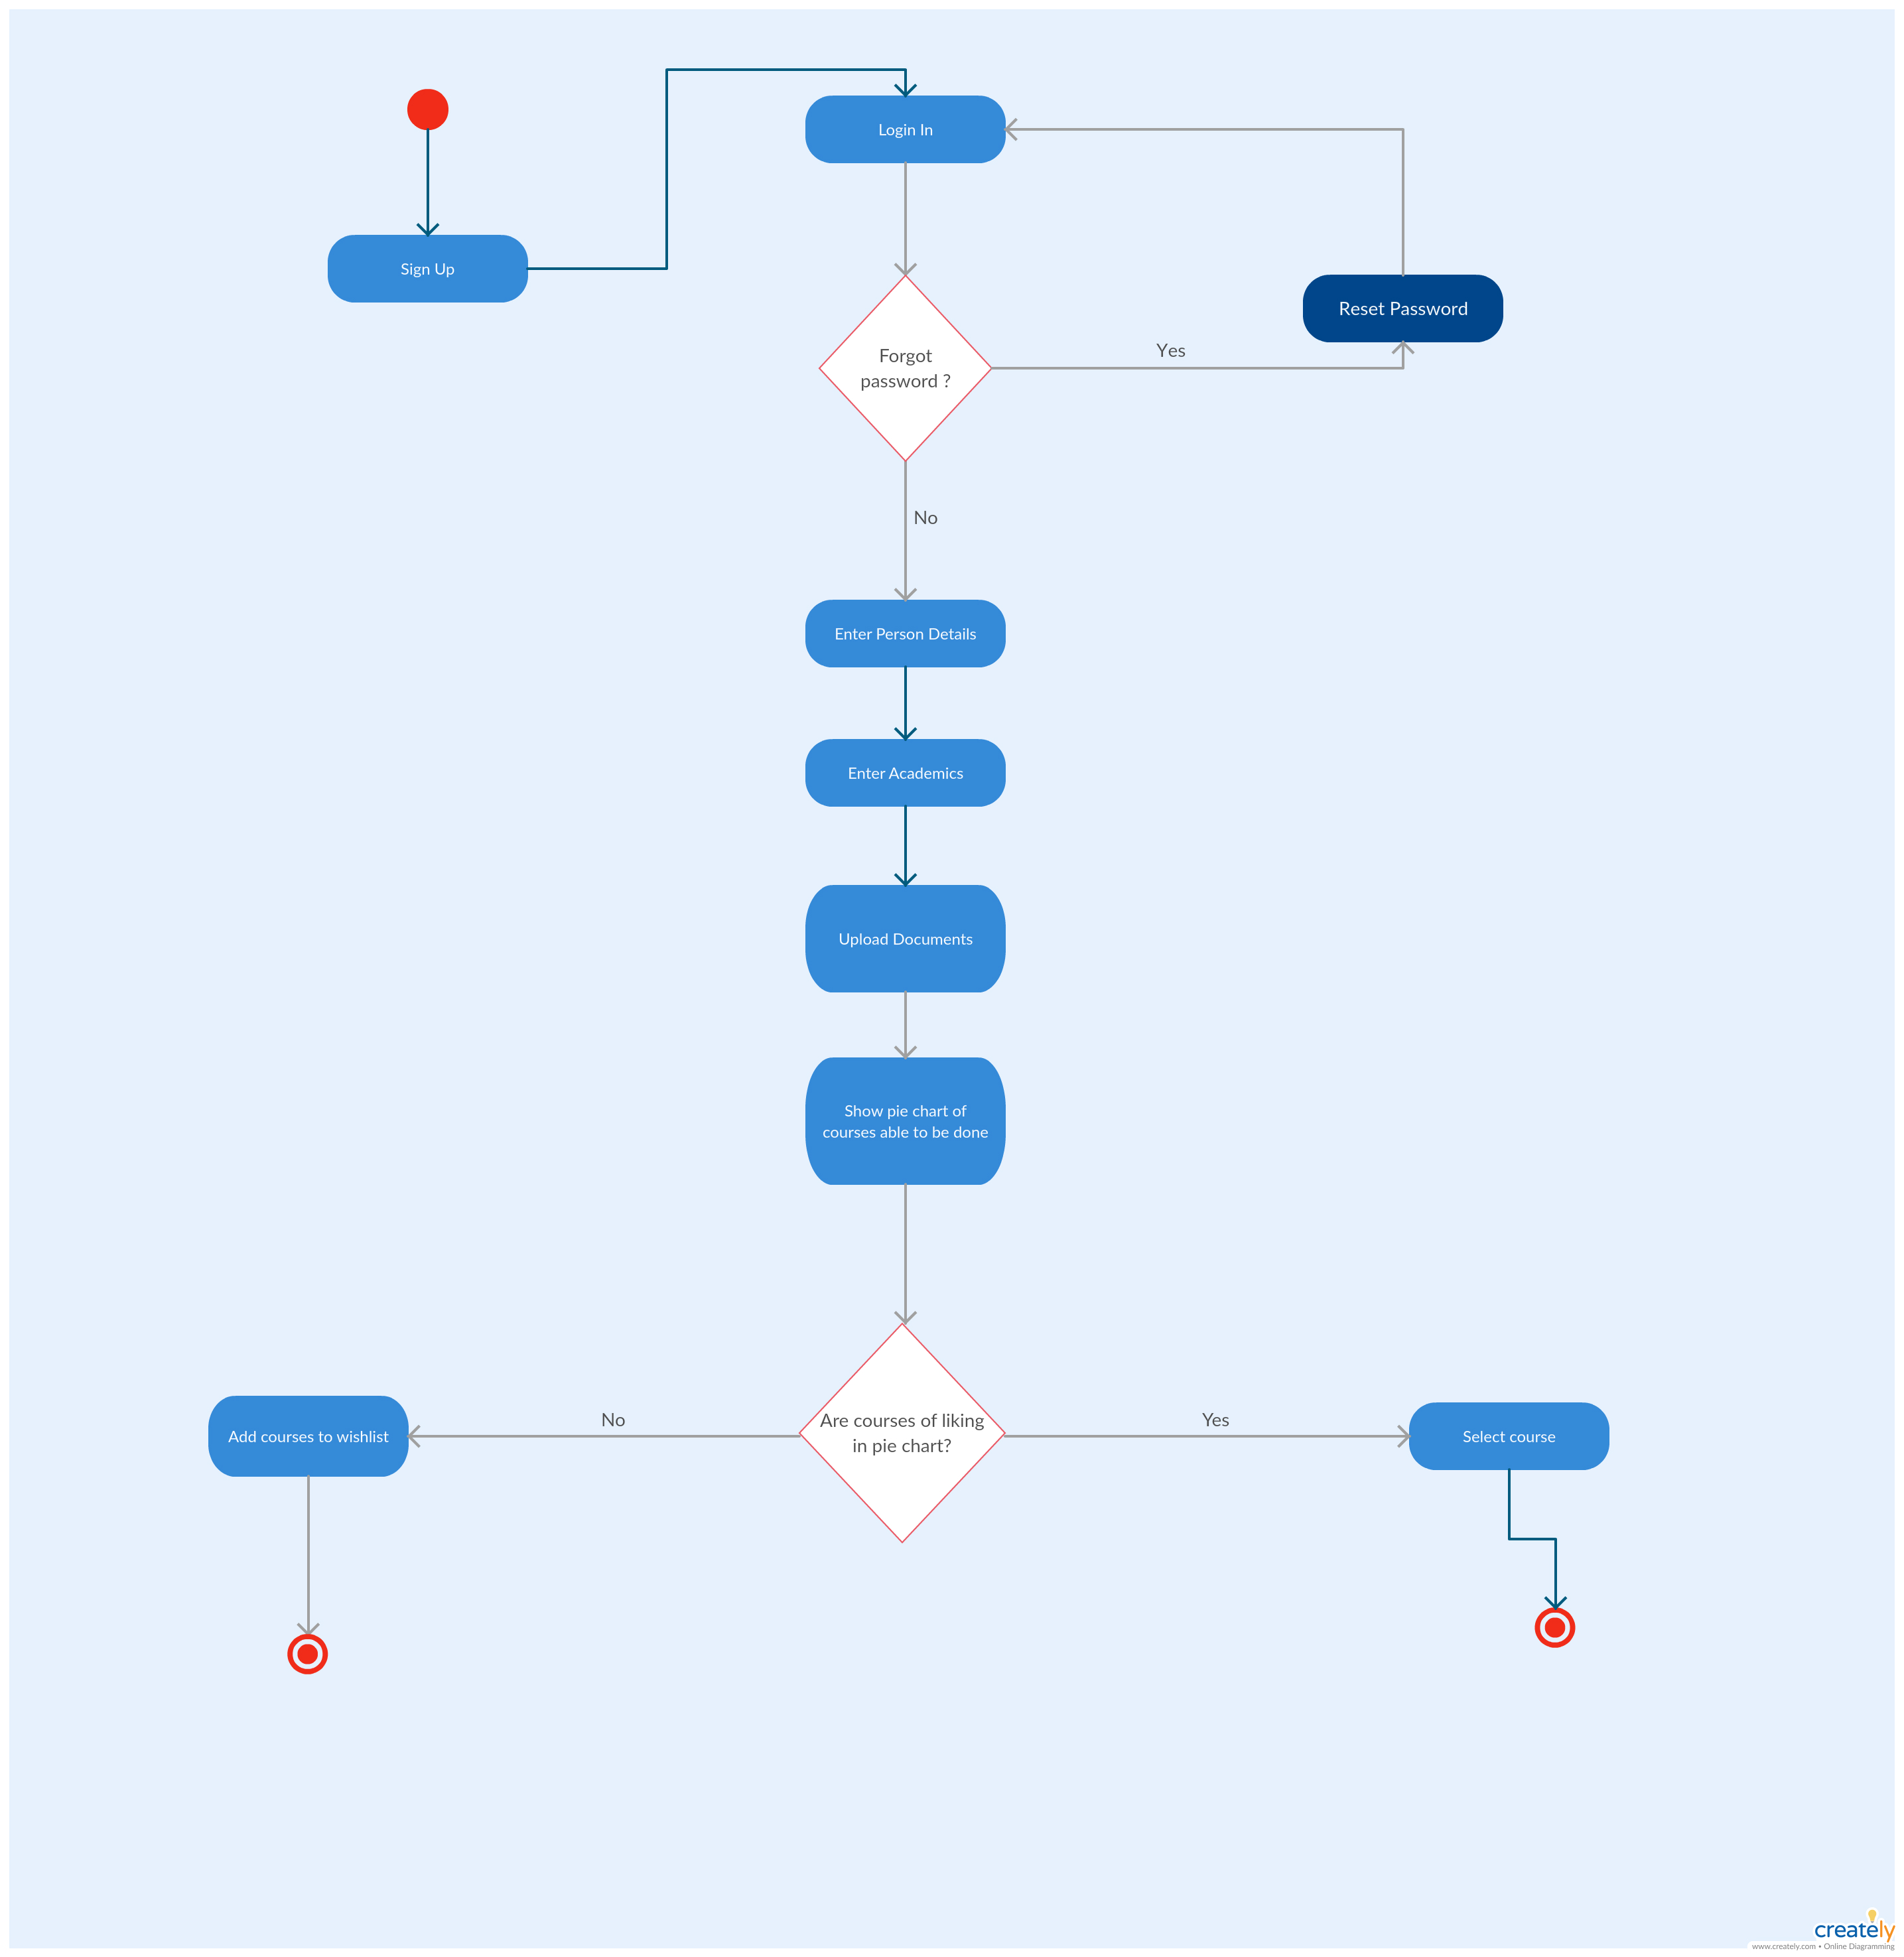 Login In
Sign Up
Reset Password
Forgot
password ?
Yes
No
Enter Person Details
Enter Academics
Upload Documents
Show pie chart of
courses able to be done
Are courses of liking
in pie chart?
No
Yes
Add courses to wishlist
Select course
creately
www.creately.com • Online Diagramming